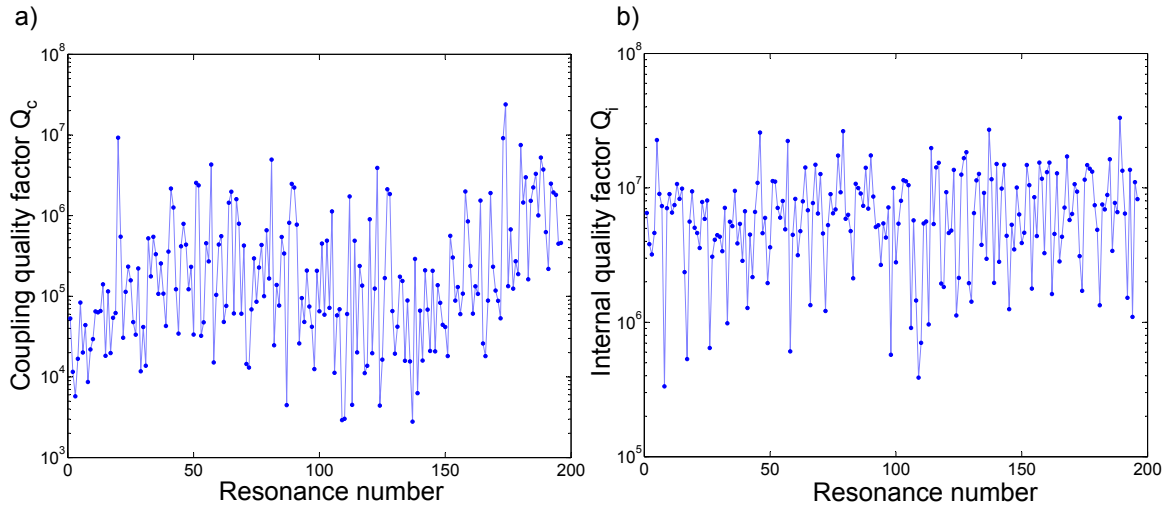 a)
10^8
10^7
10^6
10^5
10^4
10^3
Coupling quality factor Q_c
0 50 100 150 200
Resonance number
b)
10^8
10^7
10^6
10^5
Internal quality factor Q_i
0 50 100 150 200
Resonance number